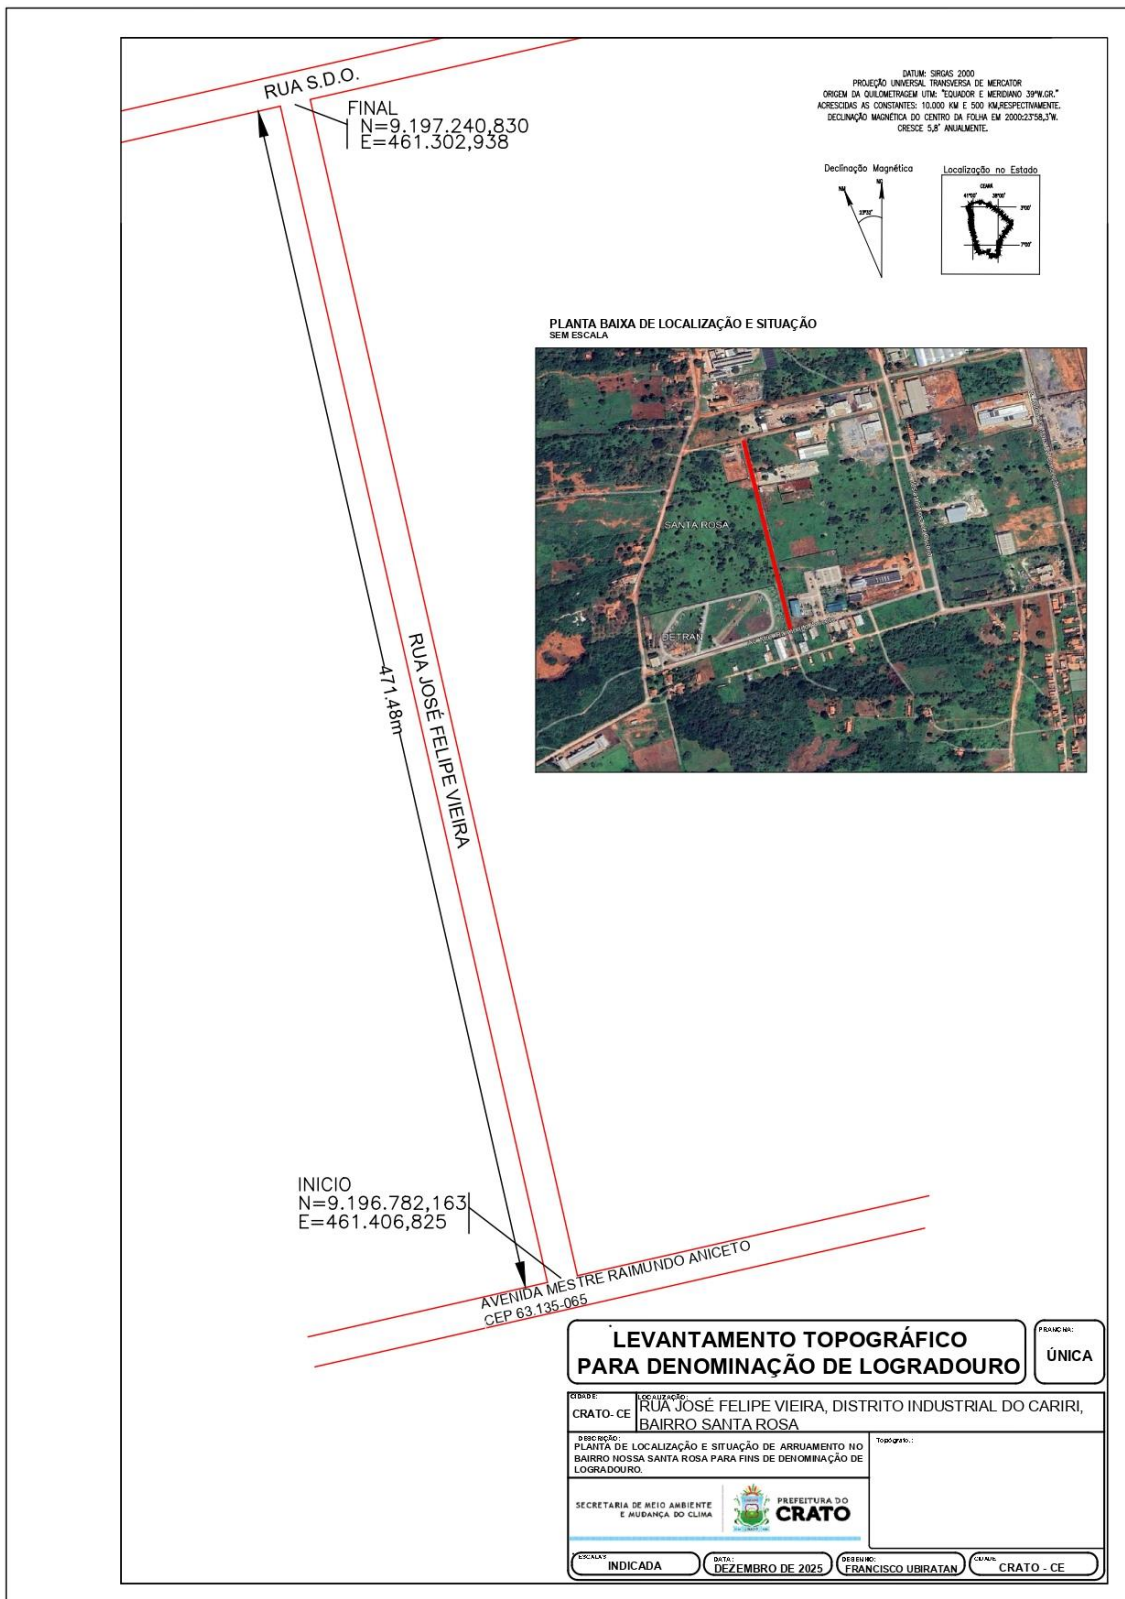 RUA S.D.O.
FINAL
N=9.197.240,830
E=461.302,938
DATUM: SIRGAS 2000
PROJEÇÃO UNIVERSAL TRANSVERSA DE MERCATOR
ORIGEM DA QUILOMETRAGEM UTM: "EQUADOR E MERIDIANO 39°W.GR."
ACRESCIDAS AS CONSTANTES: 10.000 KM E 500 KM,RESPECTIVAMENTE.
DECLINAÇÃO MAGNÉTICA DO CENTRO DA FOLHA EM 2000:23'58,3"W.
CRESCE 5,8' ANUALMENTE.
Declinação Magnética
NM
NG
Localização no Estado
CEARÁ
PLANTA BAIXA DE LOCALIZAÇÃO E SITUAÇÃO
SEM ESCALA
SANTA ROSA
DETRAN
471.48m
RUA JOSÉ FELIPE VIEIRA
INICIO
N=9.196.782,163
E=461.406,825
AVENIDA MESTRE RAIMUNDO ANICETO
CEP 63.135-065
LEVANTAMENTO TOPOGRÁFICO
PARA DENOMINAÇÃO DE LOGRADOURO
PRANCHA:
ÚNICA
CIDADE:
CRATO- CE
LOCALIZAÇÃO:
RUA JOSÉ FELIPE VIEIRA, DISTRITO INDUSTRIAL DO CARIRI,
BAIRRO SANTA ROSA
DESCRIÇÃO:
PLANTA DE LOCALIZAÇÃO E SITUAÇÃO DE ARRUAMENTO NO
BAIRRO NOSSA SANTA ROSA PARA FINS DE DENOMINAÇÃO DE
LOGRADOURO.
Topógrafo.:
SECRETARIA DE MEIO AMBIENTE
E MUDANÇA DO CLIMA
PREFEITURA DO
CRATO
ESCALAS
INDICADA
DATA:
DEZEMBRO DE 2025
DESENHO:
FRANCISCO UBIRATAN
CIDADE
CRATO - CE